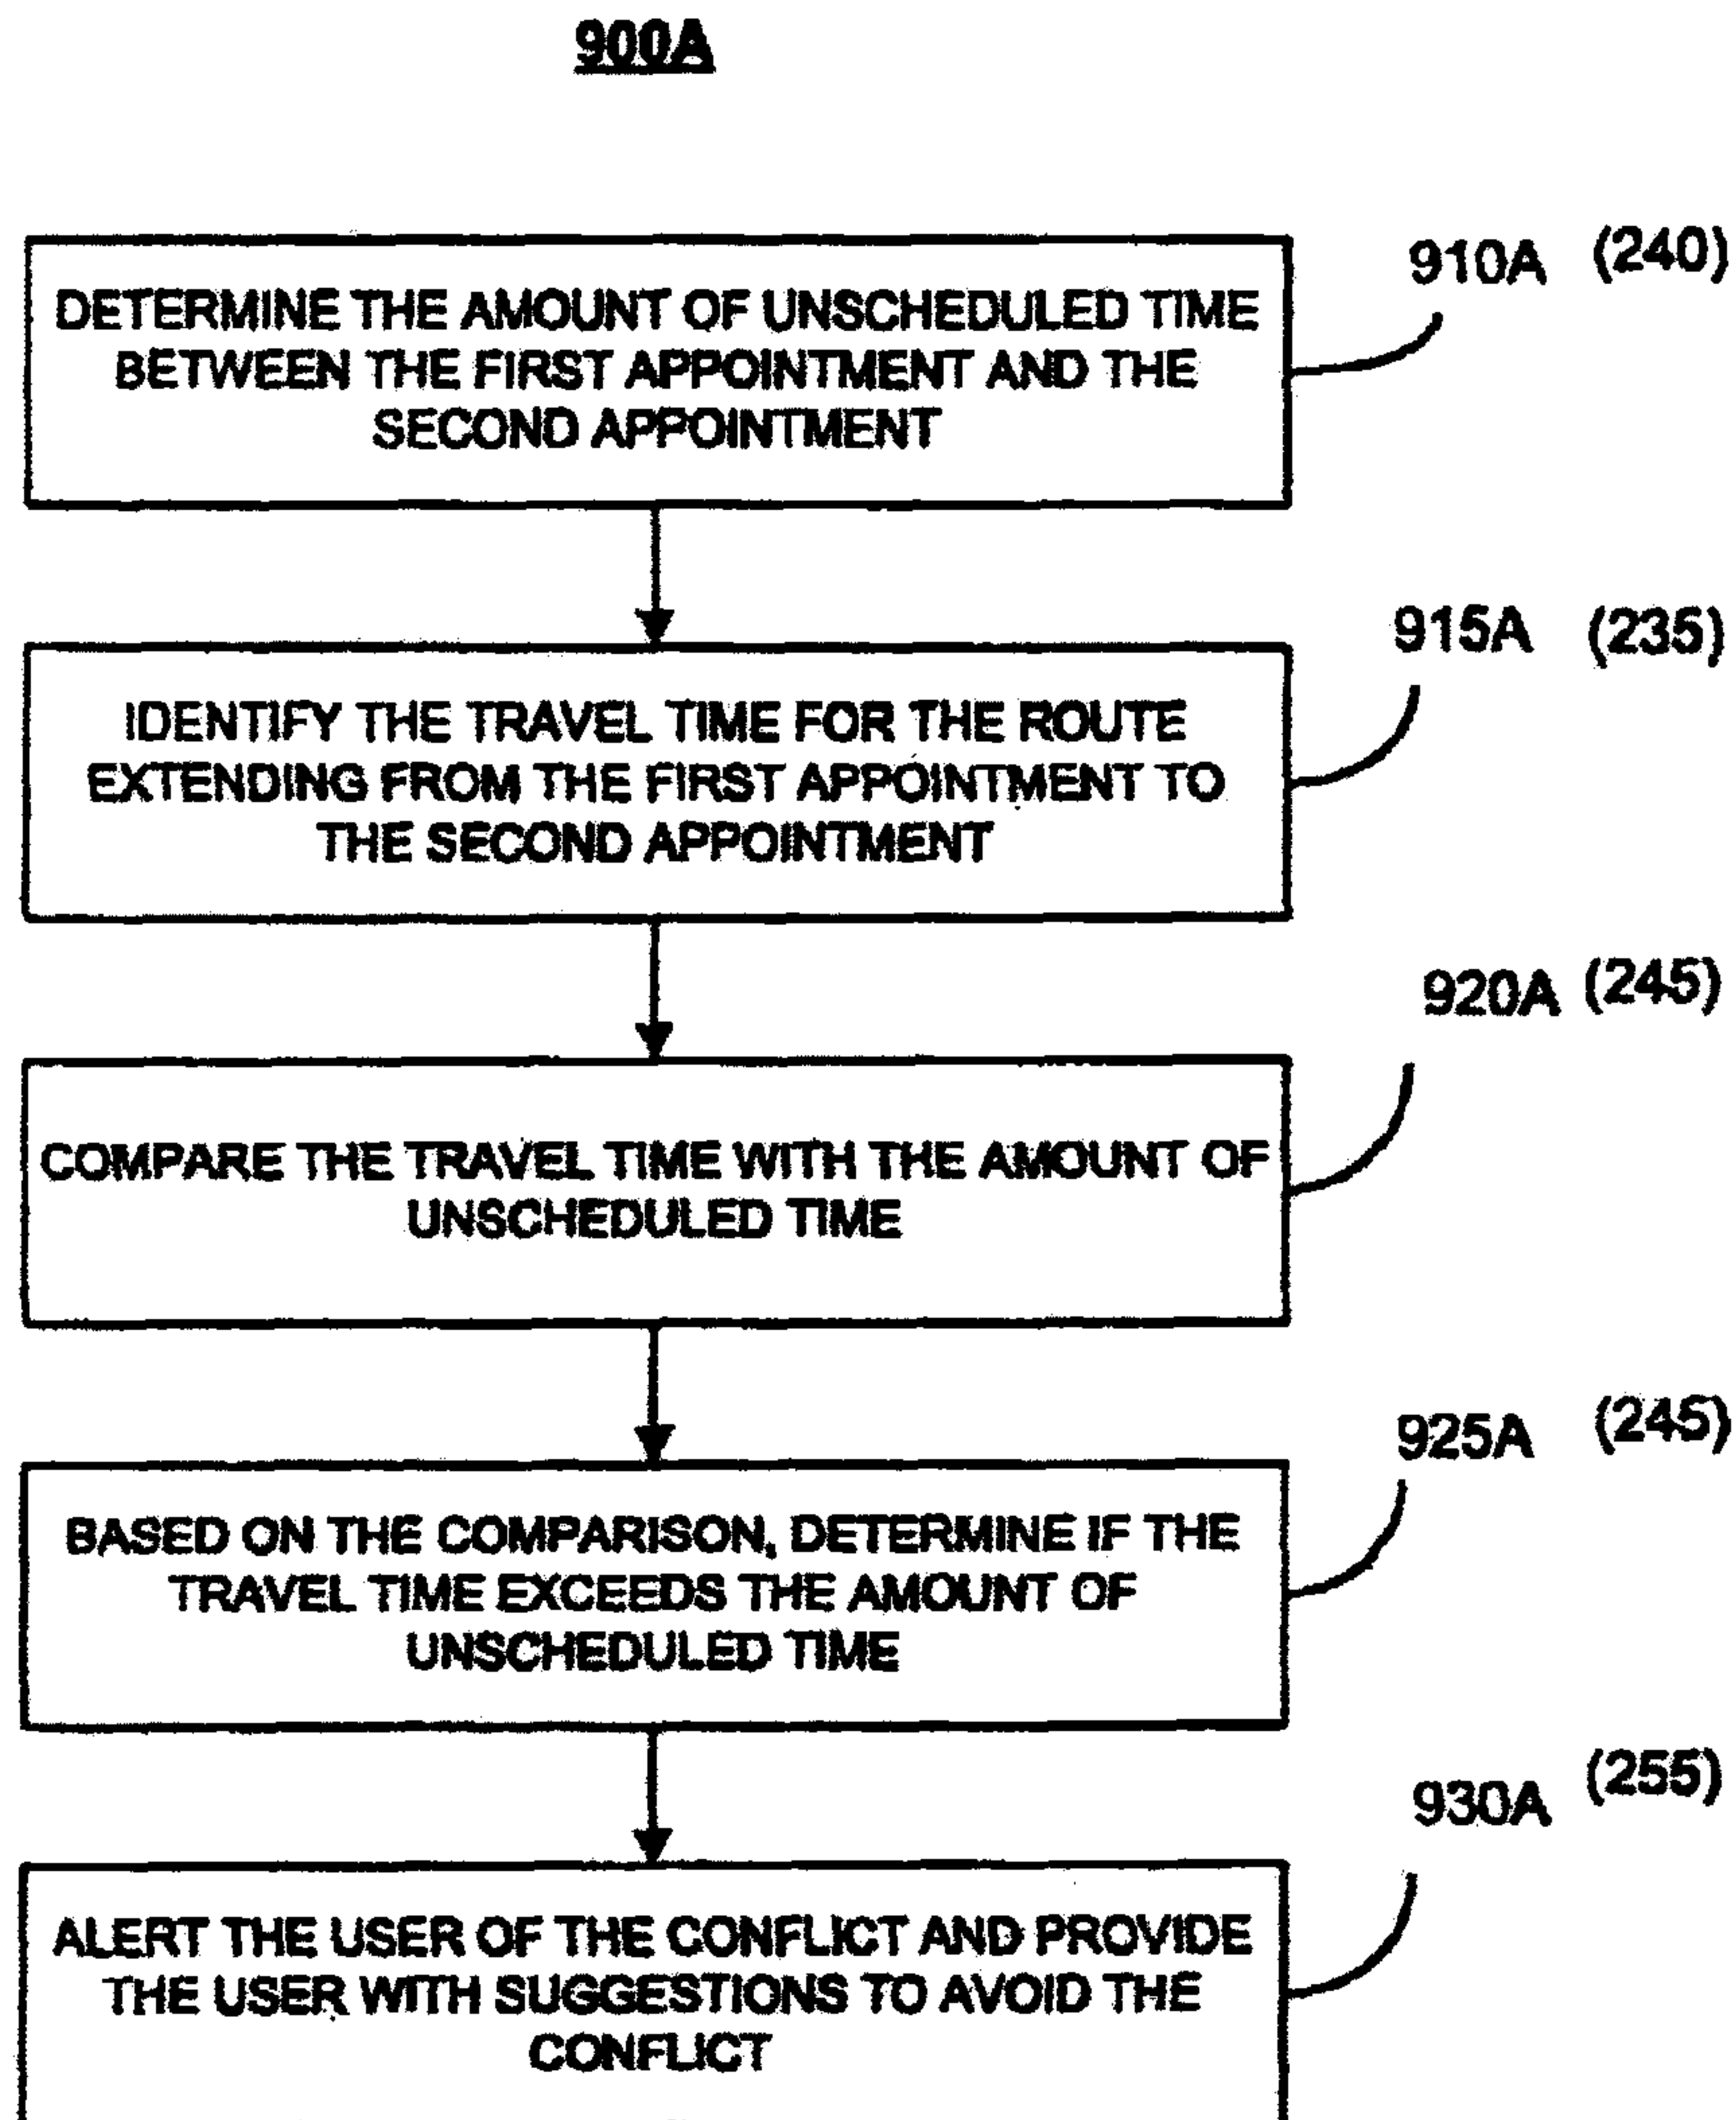 900A
910A (240)
DETERMINE THE AMOUNT OF UNSCHEDULED TIME
BETWEEN THE FIRST APPOINTMENT AND THE
SECOND APPOINTMENT
915A (235)
IDENTIFY THE TRAVEL TIME FOR THE ROUTE
EXTENDING FROM THE FIRST APPOINTMENT TO
THE SECOND APPOINTMENT
920A (245)
COMPARE THE TRAVEL TIME WITH THE AMOUNT OF
UNSCHEDULED TIME
925A (245)
BASED ON THE COMPARISON, DETERMINE IF THE
TRAVEL TIME EXCEEDS THE AMOUNT OF
UNSCHEDULED TIME
930A (255)
ALERT THE USER OF THE CONFLICT AND PROVIDE
THE USER WITH SUGGESTIONS TO AVOID THE
CONFLICT